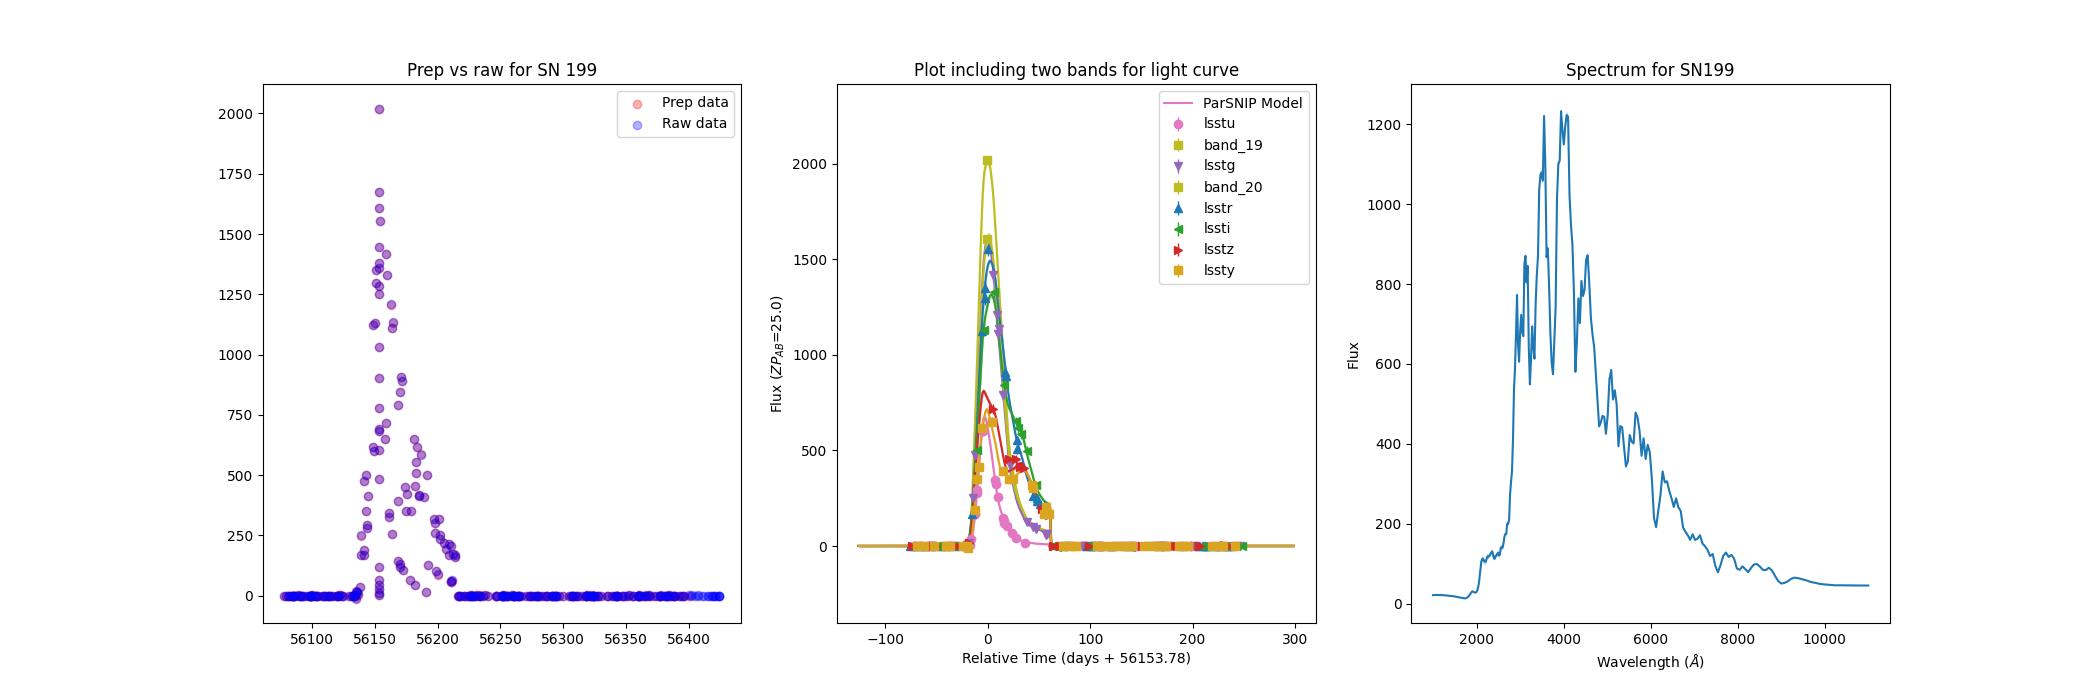 Prep vs raw for SN 199
Prep data
Raw data
2000
1750
1500
1250
1000
750
500
250
0
56100
56150
56200
56250
56300
56350
56400
Plot including two bands for light curve
ParSNIP Model
lsstu
band_19
lsstg
band_20
lsstr
lssti
lsstz
lssty
Flux (ZP_{AB}=25.0)
2000
1500
1000
500
0
−100
0
100
200
300
Relative Time (days + 56153.78)
Spectrum for SN199
Flux
1200
1000
800
600
400
200
0
2000
4000
6000
8000
10000
Wavelength (Å)